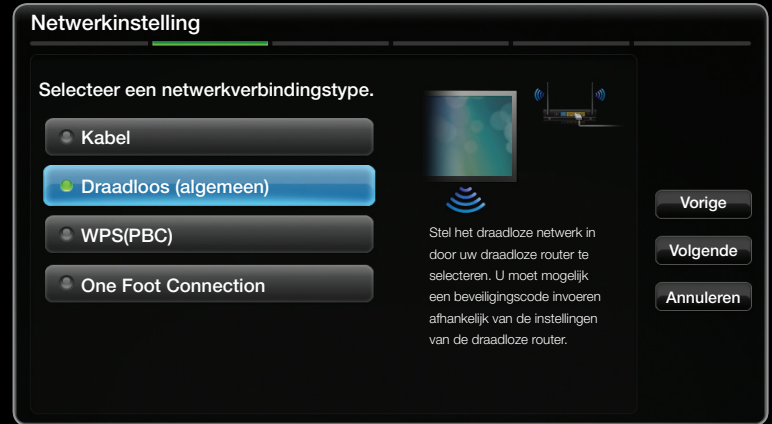 Netwerkinstelling
Selecteer een netwerkverbindingstype.
Kabel
Draadloos (algemeen)
WPS(PBC)
One Foot Connection
Stel het draadloze netwerk in
door uw draadloze router te
selecteren. U moet mogelijk
een beveiligingscode invoeren
afhankelijk van de instellingen
van de draadloze router.
Vorige
Volgende
Annuleren